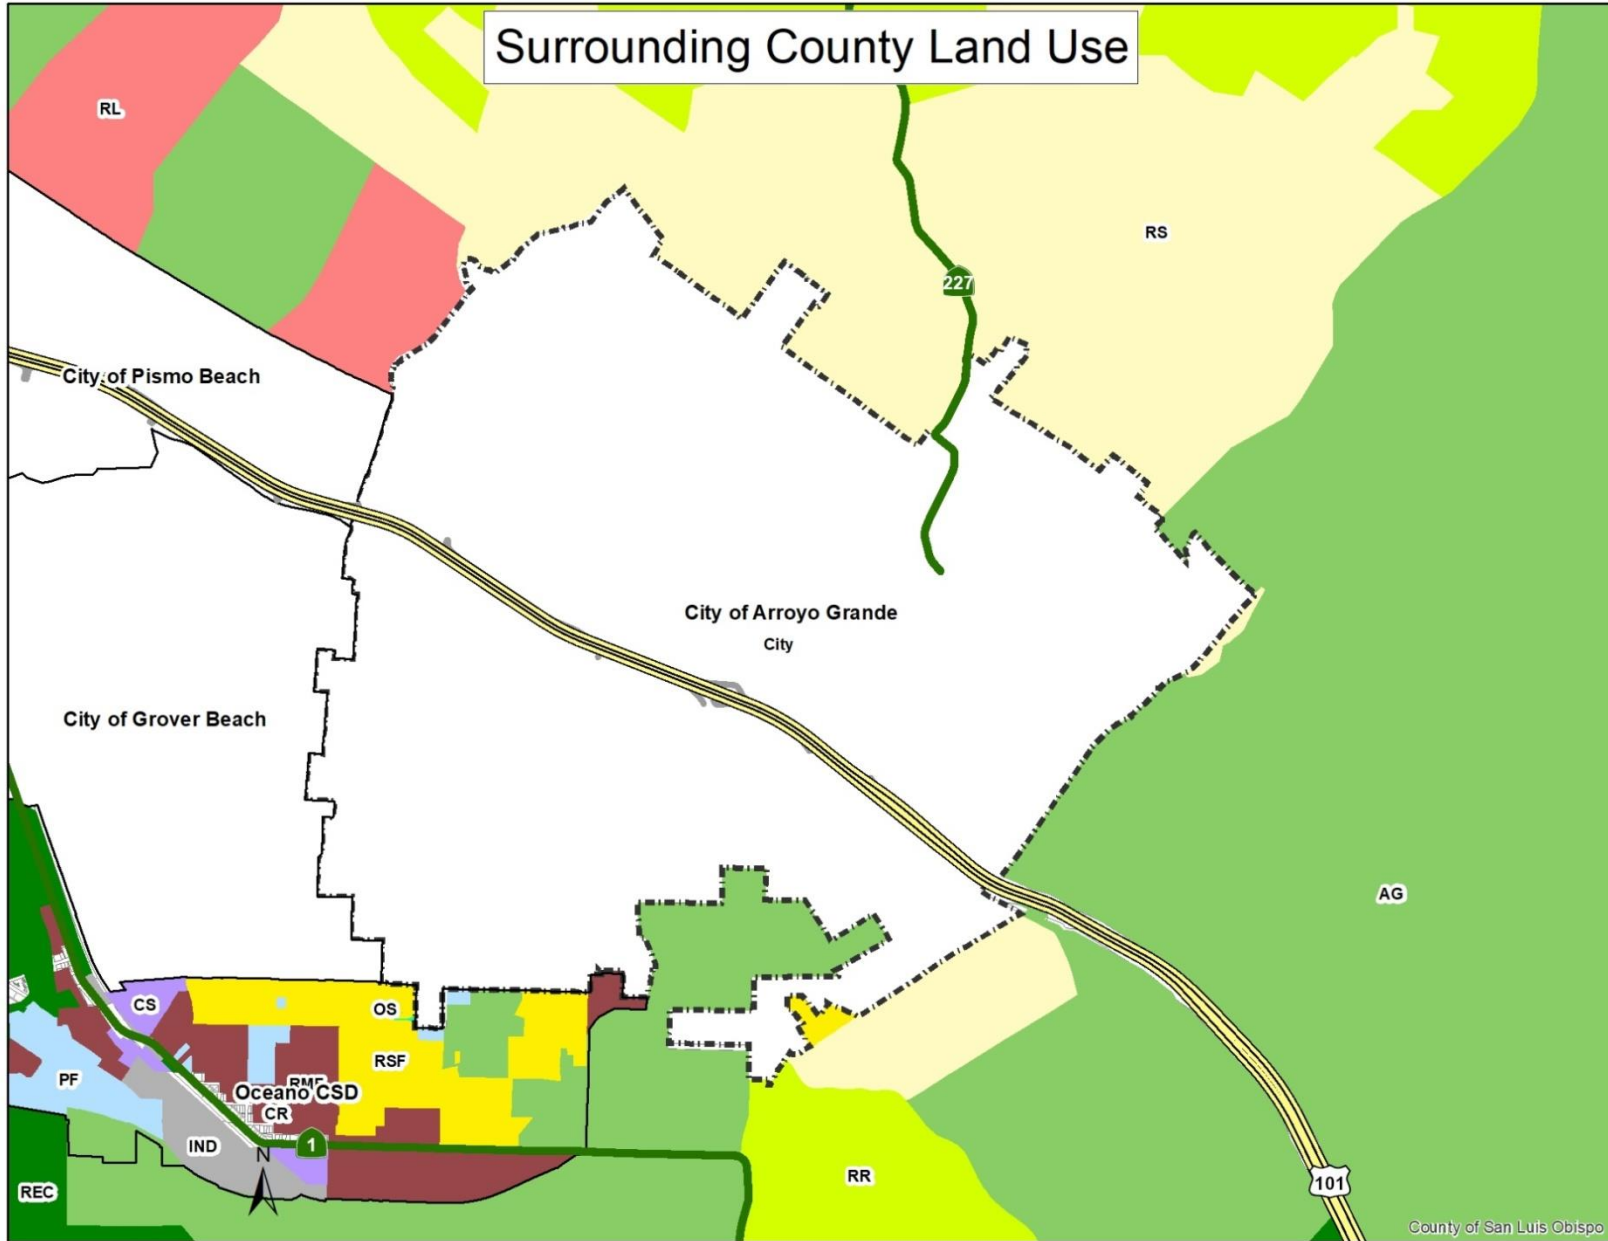 Surrounding County Land Use
RL
RS
227
City of Pismo Beach
City of Arroyo Grande
City
City of Grover Beach
AG
CS
OS
RSF
PF
RMF
Oceano CSD
CR
IND
1
N
RR
REC
101
County of San Luis Obispo